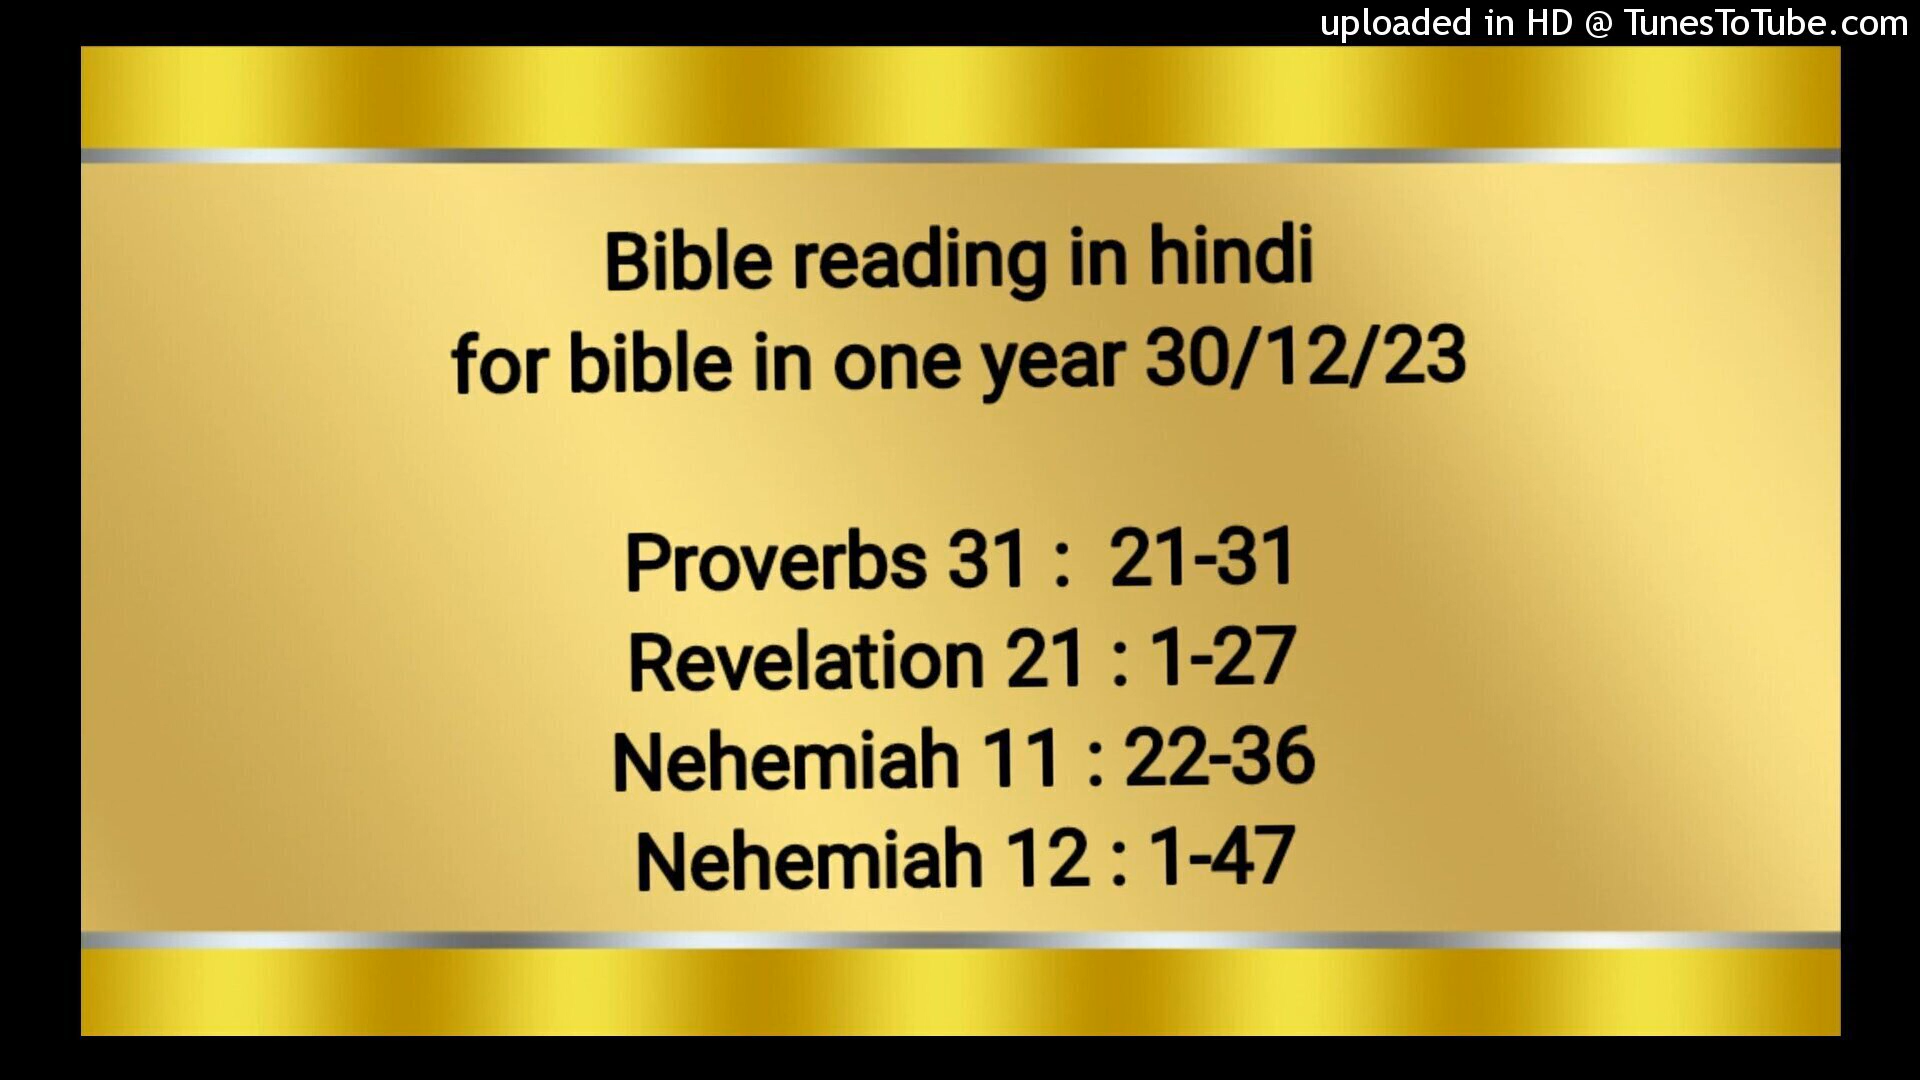 uploaded in HD @ TunesToTube.com
Bible reading in hindi
for bible in one year 30/12/23
Proverbs 31 :  21-31
Revelation 21 : 1-27
Nehemiah 11 : 22-36
Nehemiah 12 : 1-47